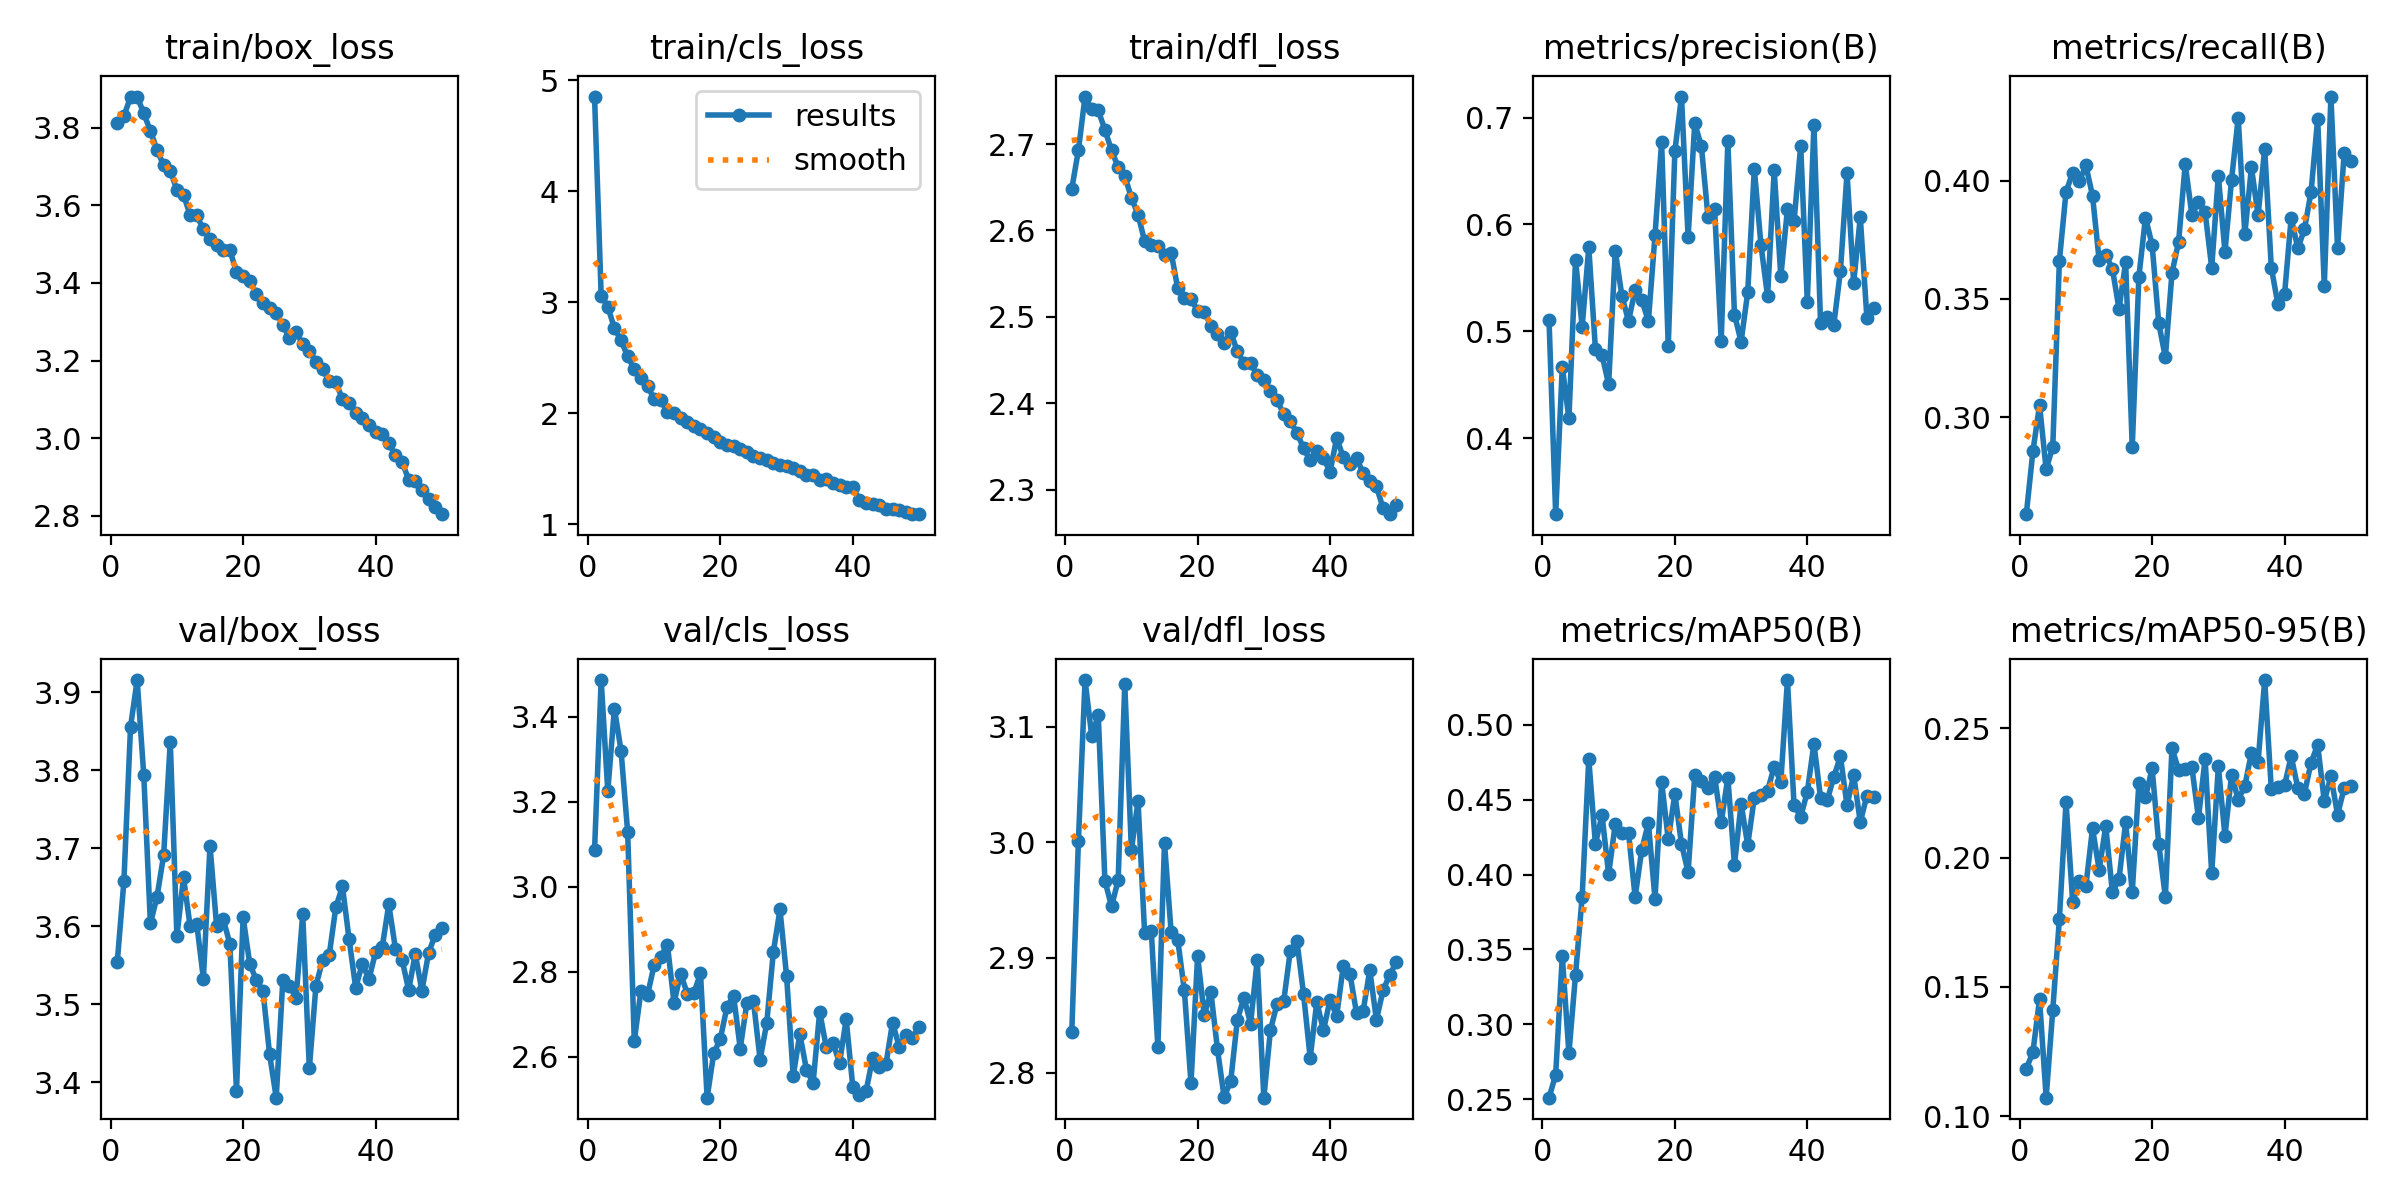 train/box_loss
3.8
3.6
3.4
3.2
3.0
2.8
0 20 40
train/cls_loss
results
smooth
5
4
3
2
1
0 20 40
train/dfl_loss
2.7
2.6
2.5
2.4
2.3
0 20 40
metrics/precision(B)
0.7
0.6
0.5
0.4
0 20 40
metrics/recall(B)
0.40
0.35
0.30
0 20 40
val/box_loss
3.9
3.8
3.7
3.6
3.5
3.4
0 20 40
val/cls_loss
3.4
3.2
3.0
2.8
2.6
0 20 40
val/dfl_loss
3.1
3.0
2.9
2.8
0 20 40
metrics/mAP50(B)
0.50
0.45
0.40
0.35
0.30
0.25
0 20 40
metrics/mAP50-95(B)
0.25
0.20
0.15
0.10
0 20 40